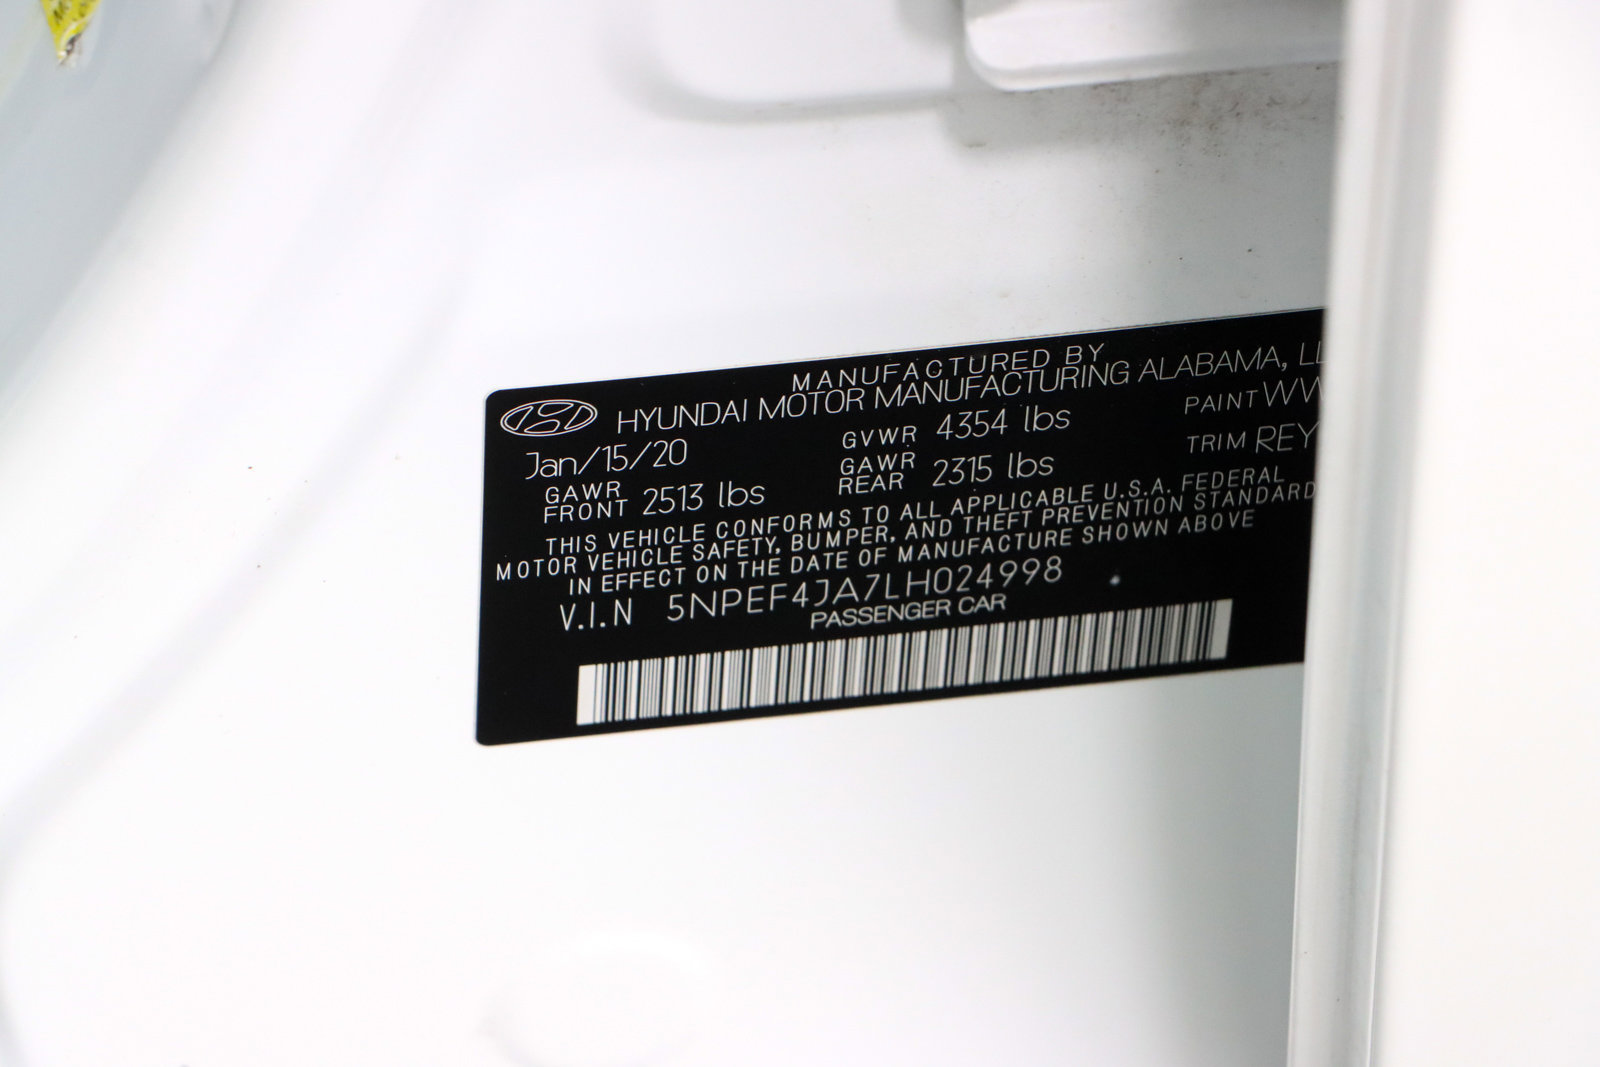 MANUFACTURED BY
HYUNDAI MOTOR MANUFACTURING ALABAMA,
Jan/15/20 GVWR 4354 lbs PAINT
GAWR FRONT 2513 lbs GAWR REAR 2315 lbs TRIM REY
THIS VEHICLE CONFORMS TO ALL APPLICABLE U.S.A. FEDERAL
MOTOR VEHICLE SAFETY, BUMPER, AND THEFT PREVENTION STANDARD
IN EFFECT ON THE DATE OF MANUFACTURE SHOWN ABOVE
V.I.N 5NPEF4JA7LH024998
PASSENGER CAR